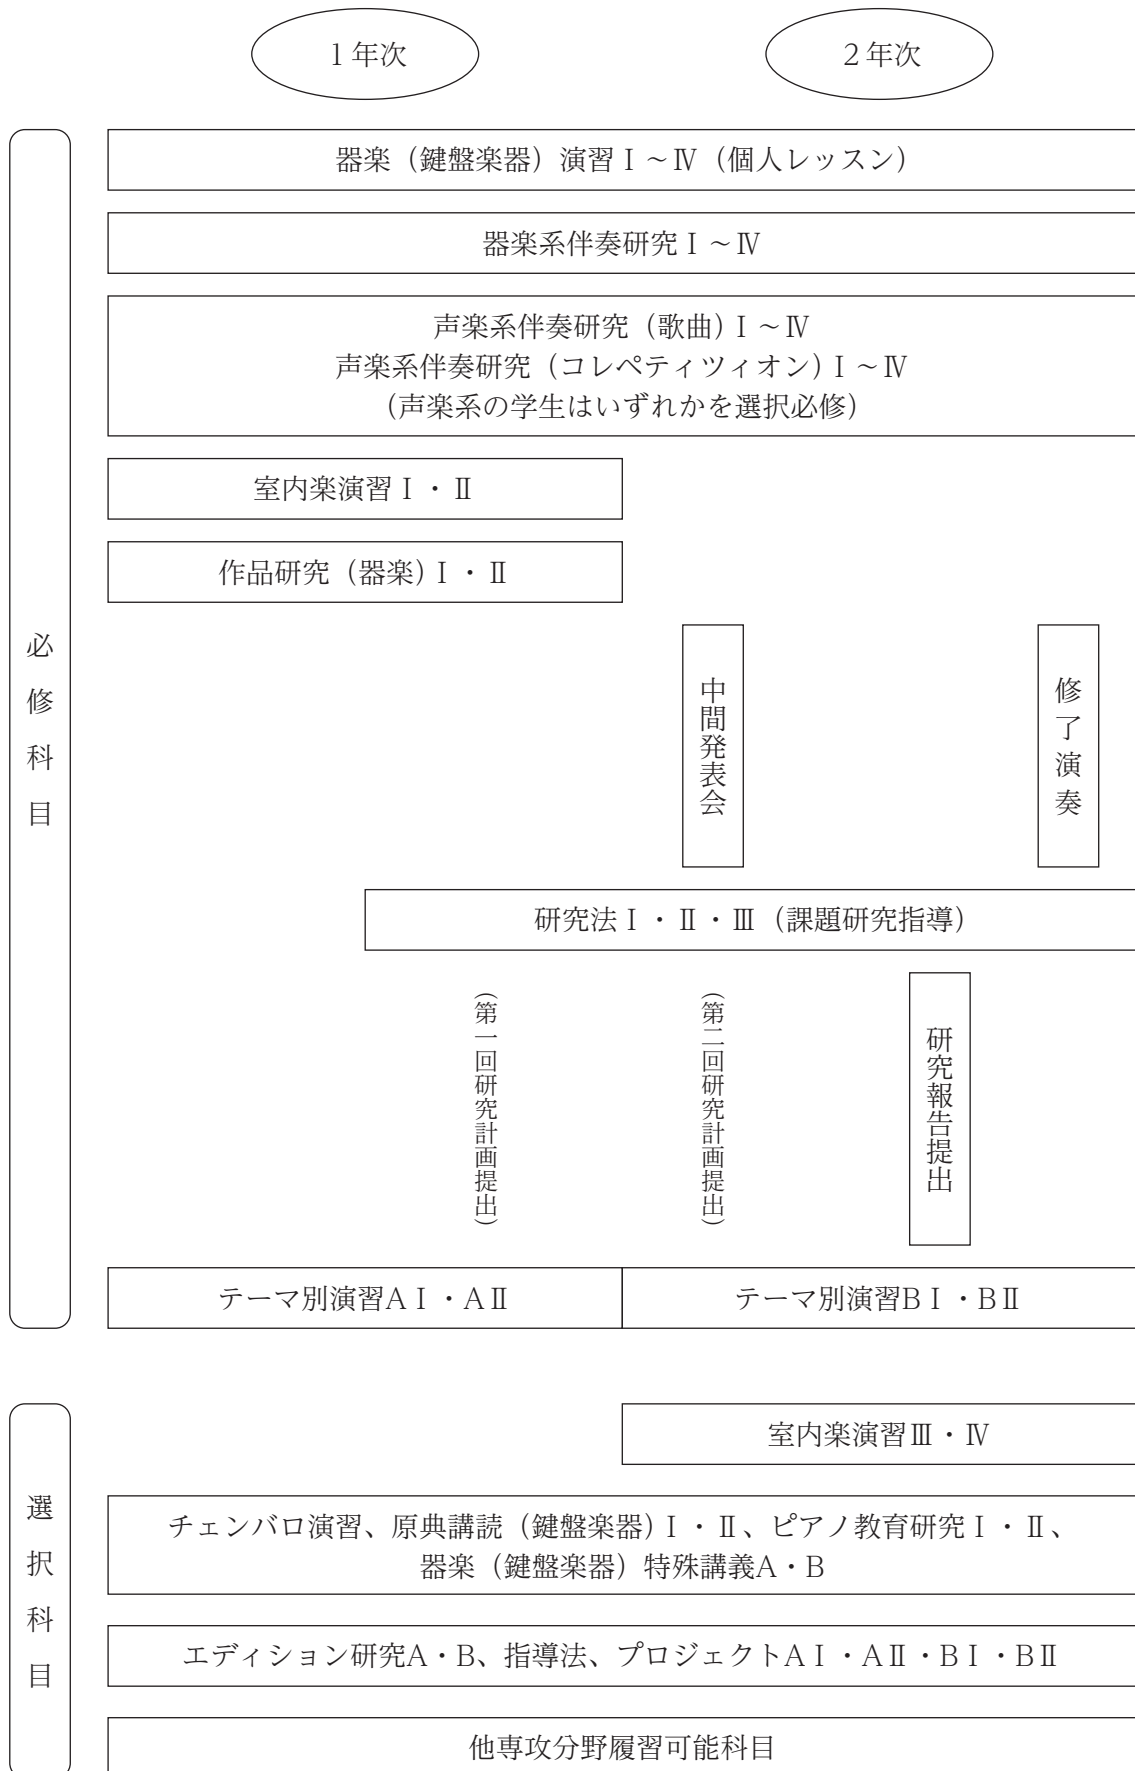 1年次
2年次
必修科目
器楽（鍵盤楽器）演習Ⅰ～Ⅳ（個人レッスン）
器楽系伴奏研究Ⅰ～Ⅳ
声楽系伴奏研究（歌曲）Ⅰ～Ⅳ
声楽系伴奏研究（コレペティツィオン）Ⅰ～Ⅳ
（声楽系の学生はいずれかを選択必修）
室内楽演習Ⅰ・Ⅱ
作品研究（器楽）Ⅰ・Ⅱ
中間発表会
修了演奏
研究法Ⅰ・Ⅱ・Ⅲ（課題研究指導）
（第一回研究計画提出）
（第二回研究計画提出）
研究報告提出
テーマ別演習AⅠ・AⅡ
テーマ別演習BⅠ・BⅡ
選択科目
室内楽演習Ⅲ・Ⅳ
チェンバロ演習、原典講読（鍵盤楽器）Ⅰ・Ⅱ、ピアノ教育研究Ⅰ・Ⅱ、
器楽（鍵盤楽器）特殊講義A・B
エディション研究A・B、指導法、プロジェクトAⅠ・AⅡ・BⅠ・BⅡ
他専攻分野履習可能科目